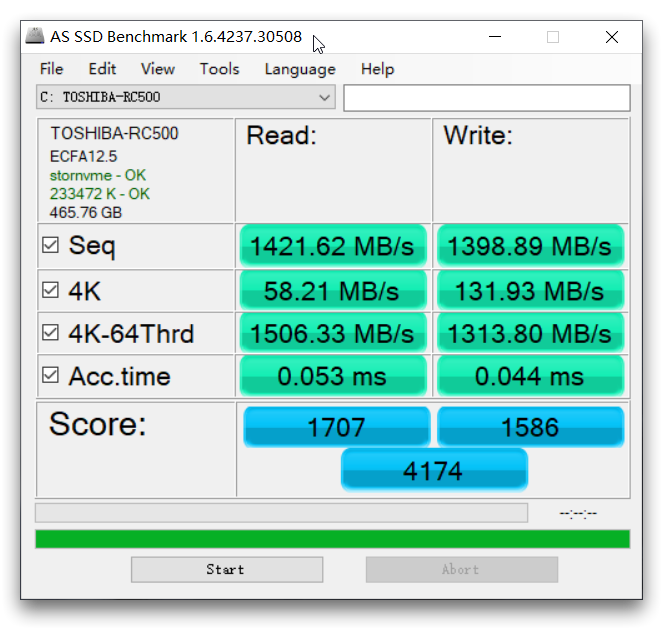 AS SSD Benchmark 1.6.4237.30508
File Edit View Tools Language Help
C: TOSHIBA-RC500
TOSHIBA-RC500
ECFA12.5
stornvme - OK
233472 K - OK
465.76 GB
Read:
Write:
Seq 1421.62 MB/s 1398.89 MB/s
4K 58.21 MB/s 131.93 MB/s
4K-64Thrd 1506.33 MB/s 1313.80 MB/s
Acc.time 0.053 ms 0.044 ms
Score: 1707 1586
4174
--:--:--
Start Abort